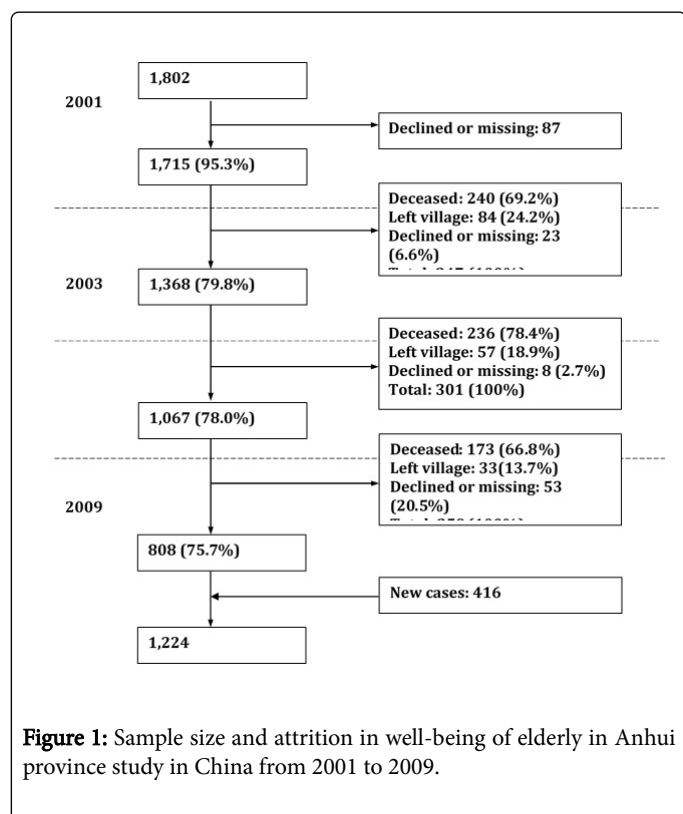 1,802
2001
Declined or missing: 87
1,715 (95.3%)
Deceased: 240 (69.2%)
Left village: 84 (24.2%)
Declined or missing: 23
(6.6%)
1,368 (79.8%)
2003
Deceased: 236 (78.4%)
Left village: 57 (18.9%)
Declined or missing: 8 (2.7%)
Total: 301 (100%)
1,067 (78.0%)
Deceased: 173 (66.8%)
Left village: 33(13.7%)
Declined or missing: 53
(20.5%)
2009
808 (75.7%)
New cases: 416
1,224
Figure 1: Sample size and attrition in well-being of elderly in Anhui
province study in China from 2001 to 2009.